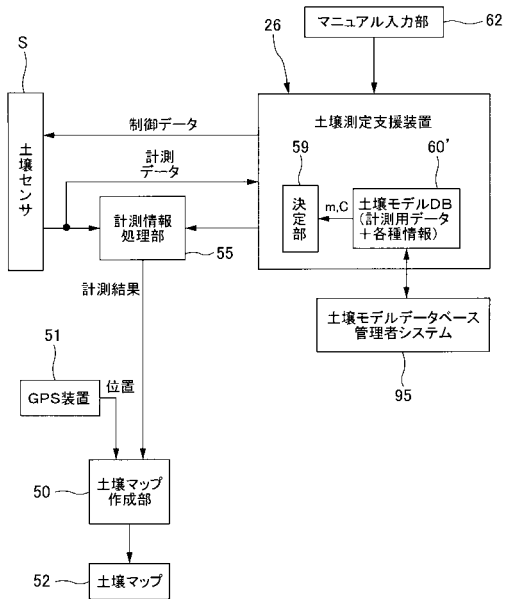 マニュアル入力部
62
S
26
土壌センサ
制御データ
計測
データ
土壌測定支援装置
59
60’
決定部
m,C
土壌モデルDB
(計測用データ
+各種情報)
計測情報
処理部
55
計測結果
土壌モデルデータベース
管理者システム
95
51
GPS装置
位置
50
土壌マップ
作成部
52
土壌マップ